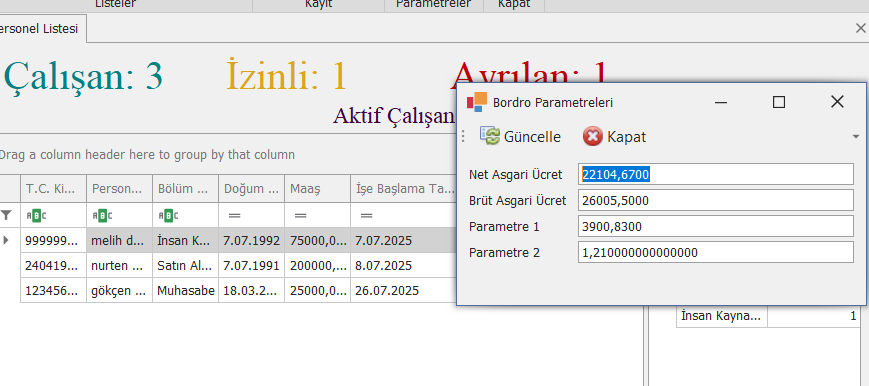 Listeler Kayıt Parametreler Kapat
ersonel Listesi
Çalışan: 3 İzinli: 1 Ayrılan: 1
Aktif Çalışan
Drag a column header here to group by that column
T.C. Ki... Person... Bölüm ... Doğum ... Maaş İşe Başlama Ta...
999999... melih d... İnsan K... 7.07.1992 75000,0... 7.07.2025
240419... nurten ... Satın Al... 7.07.1991 200000,... 8.07.2025
123456... gökçen ... Muhasabe 18.03.2... 25000,0... 26.07.2025
Bordro Parametreleri
Güncelle Kapat
Net Asgari Ücret 22104,6700
Brüt Asgari Ücret 26005,5000
Parametre 1 3900,8300
Parametre 2 1,210000000000000
İnsan Kayna... 1